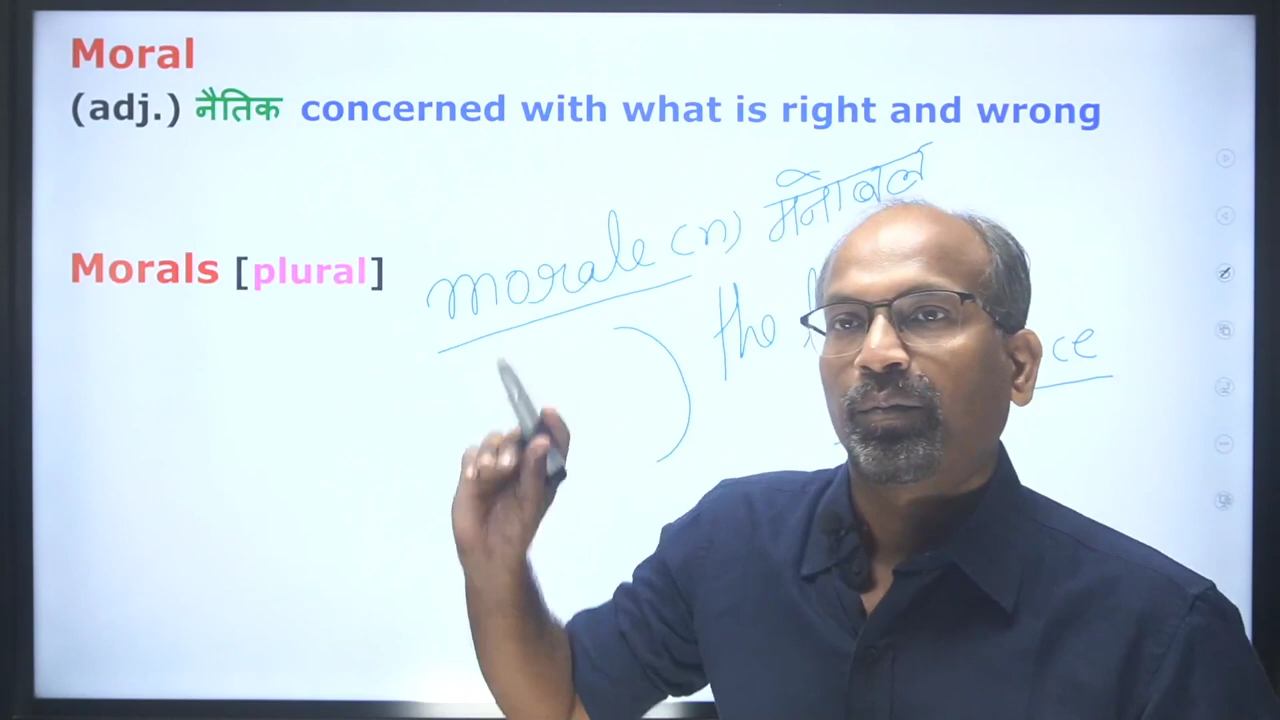 Moral
(adj.) नैतिक concerned with what is right and wrong
morale (n) मनोबल
Morals [plural]
the
ce